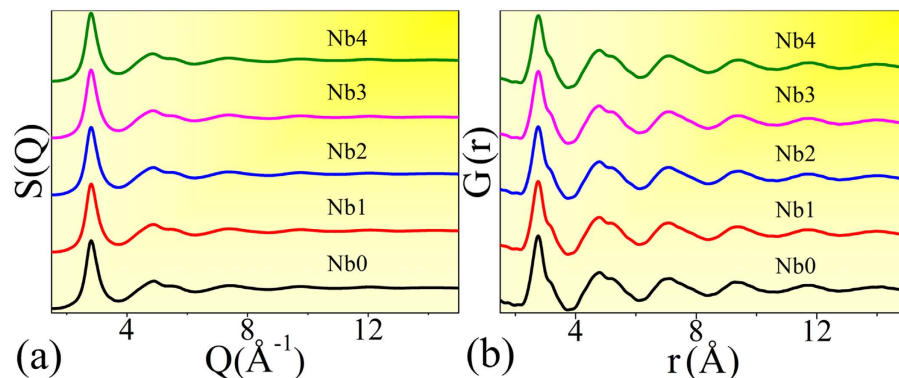 S(Q)
Nb4
Nb3
Nb2
Nb1
Nb0
4
8
12
Q(Å⁻¹)
(a)
G(r)
Nb4
Nb3
Nb2
Nb1
Nb0
4
8
12
r(Å)
(b)